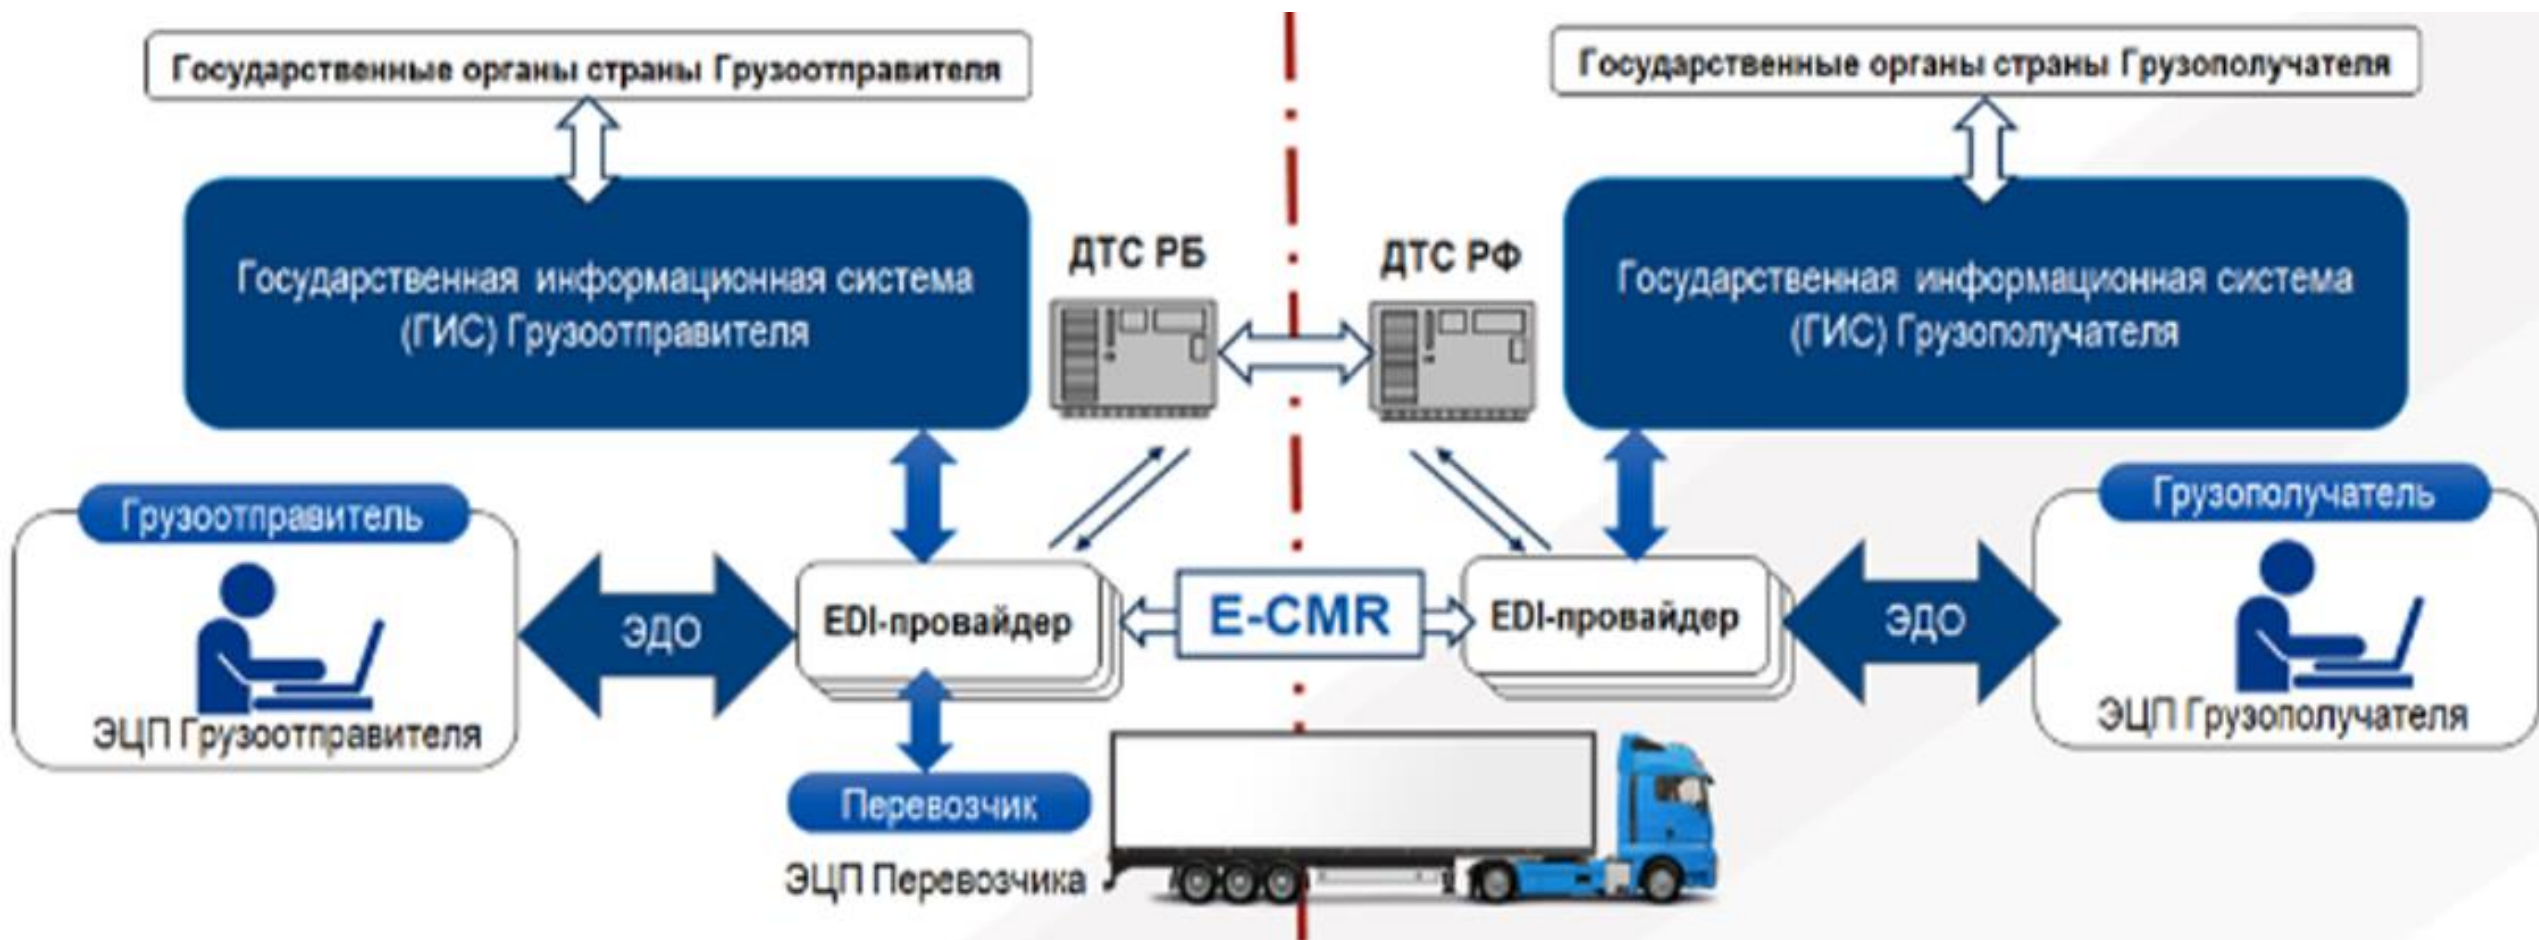 Государственные органы страны Грузоотправителя
Государственные органы страны Грузополучателя
Государственная информационная система
(ГИС) Грузоотправителя
ДТС РБ
ДТС РФ
Государственная информационная система
(ГИС) Грузополучателя
Грузоотправитель
ЭЦП Грузоотправителя
ЭДО
EDI-провайдер
E-CMR
EDI-провайдер
ЭДО
Грузополучатель
ЭЦП Грузополучателя
Перевозчик
ЭЦП Перевозчика